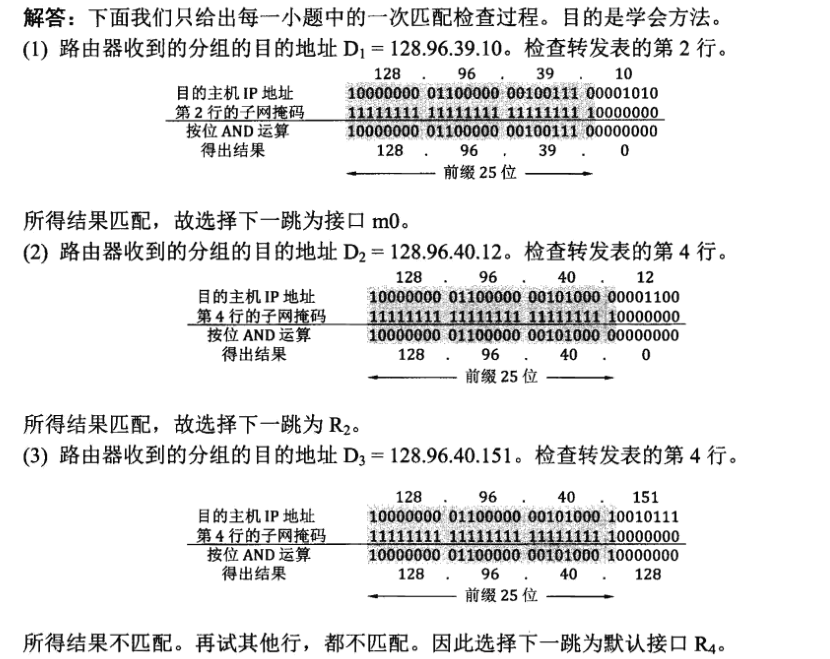 解答：下面我们只给出每一小题中的一次匹配检查过程。目的是学会方法。
(1) 路由器收到的分组的目的地址 D₁ = 128.96.39.10。检查转发表的第 2 行。
128 . 96 . 39 . 10
目的主机 IP 地址 10000000 01100000 00100111 00001010
第 2 行的子网掩码 11111111 11111111 11111111 10000000
按位 AND 运算 10000000 01100000 00100111 00000000
得出结果 128 . 96 . 39 . 0
前缀 25 位
所得结果匹配，故选择下一跳为接口 m0。
(2) 路由器收到的分组的目的地址 D₂ = 128.96.40.12。检查转发表的第 4 行。
128 . 96 . 40 . 12
目的主机 IP 地址 10000000 01100000 00101000 00001100
第 4 行的子网掩码 11111111 11111111 11111111 10000000
按位 AND 运算 10000000 01100000 00101000 00000000
得出结果 128 . 96 . 40 . 0
前缀 25 位
所得结果匹配，故选择下一跳为 R₂。
(3) 路由器收到的分组的目的地址 D₃ = 128.96.40.151。检查转发表的第 4 行。
128 . 96 . 40 . 151
目的主机 IP 地址 10000000 01100000 00101000 10010111
第 4 行的子网掩码 11111111 11111111 11111111 10000000
按位 AND 运算 10000000 01100000 00101000 10000000
得出结果 128 . 96 . 40 . 128
前缀 25 位
所得结果不匹配。再试其他行，都不匹配。因此选择下一跳为默认接口 R₄。